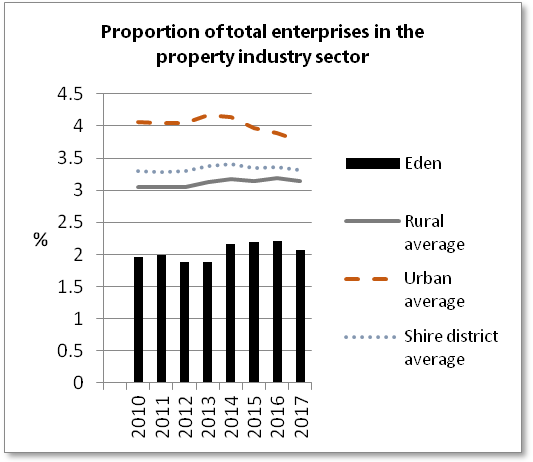 Proportion of total enterprises in the
property industry sector
4.5
4
3.5
3
2.5
2
1.5
1
0.5
0
%
2010
2011
2012
2013
2014
2015
2016
2017
Eden
Rural
average
Urban
average
Shire district
average